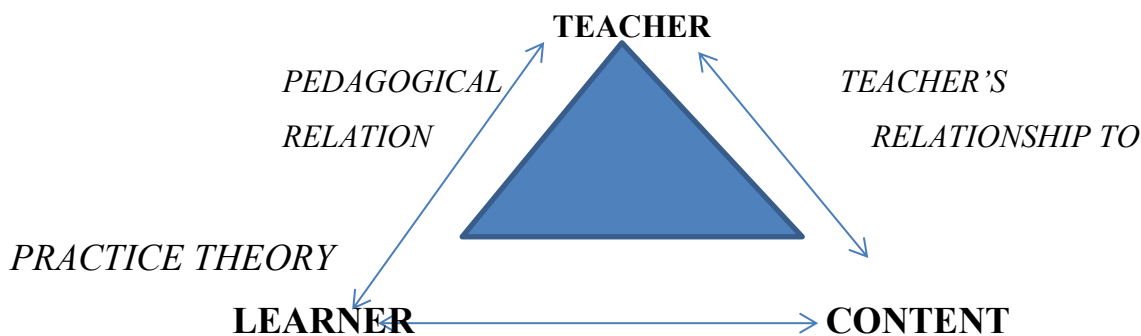 TEACHER
PEDAGOGICAL TEACHER’S
RELATION RELATIONSHIP TO
PRACTICE THEORY
LEARNER CONTENT